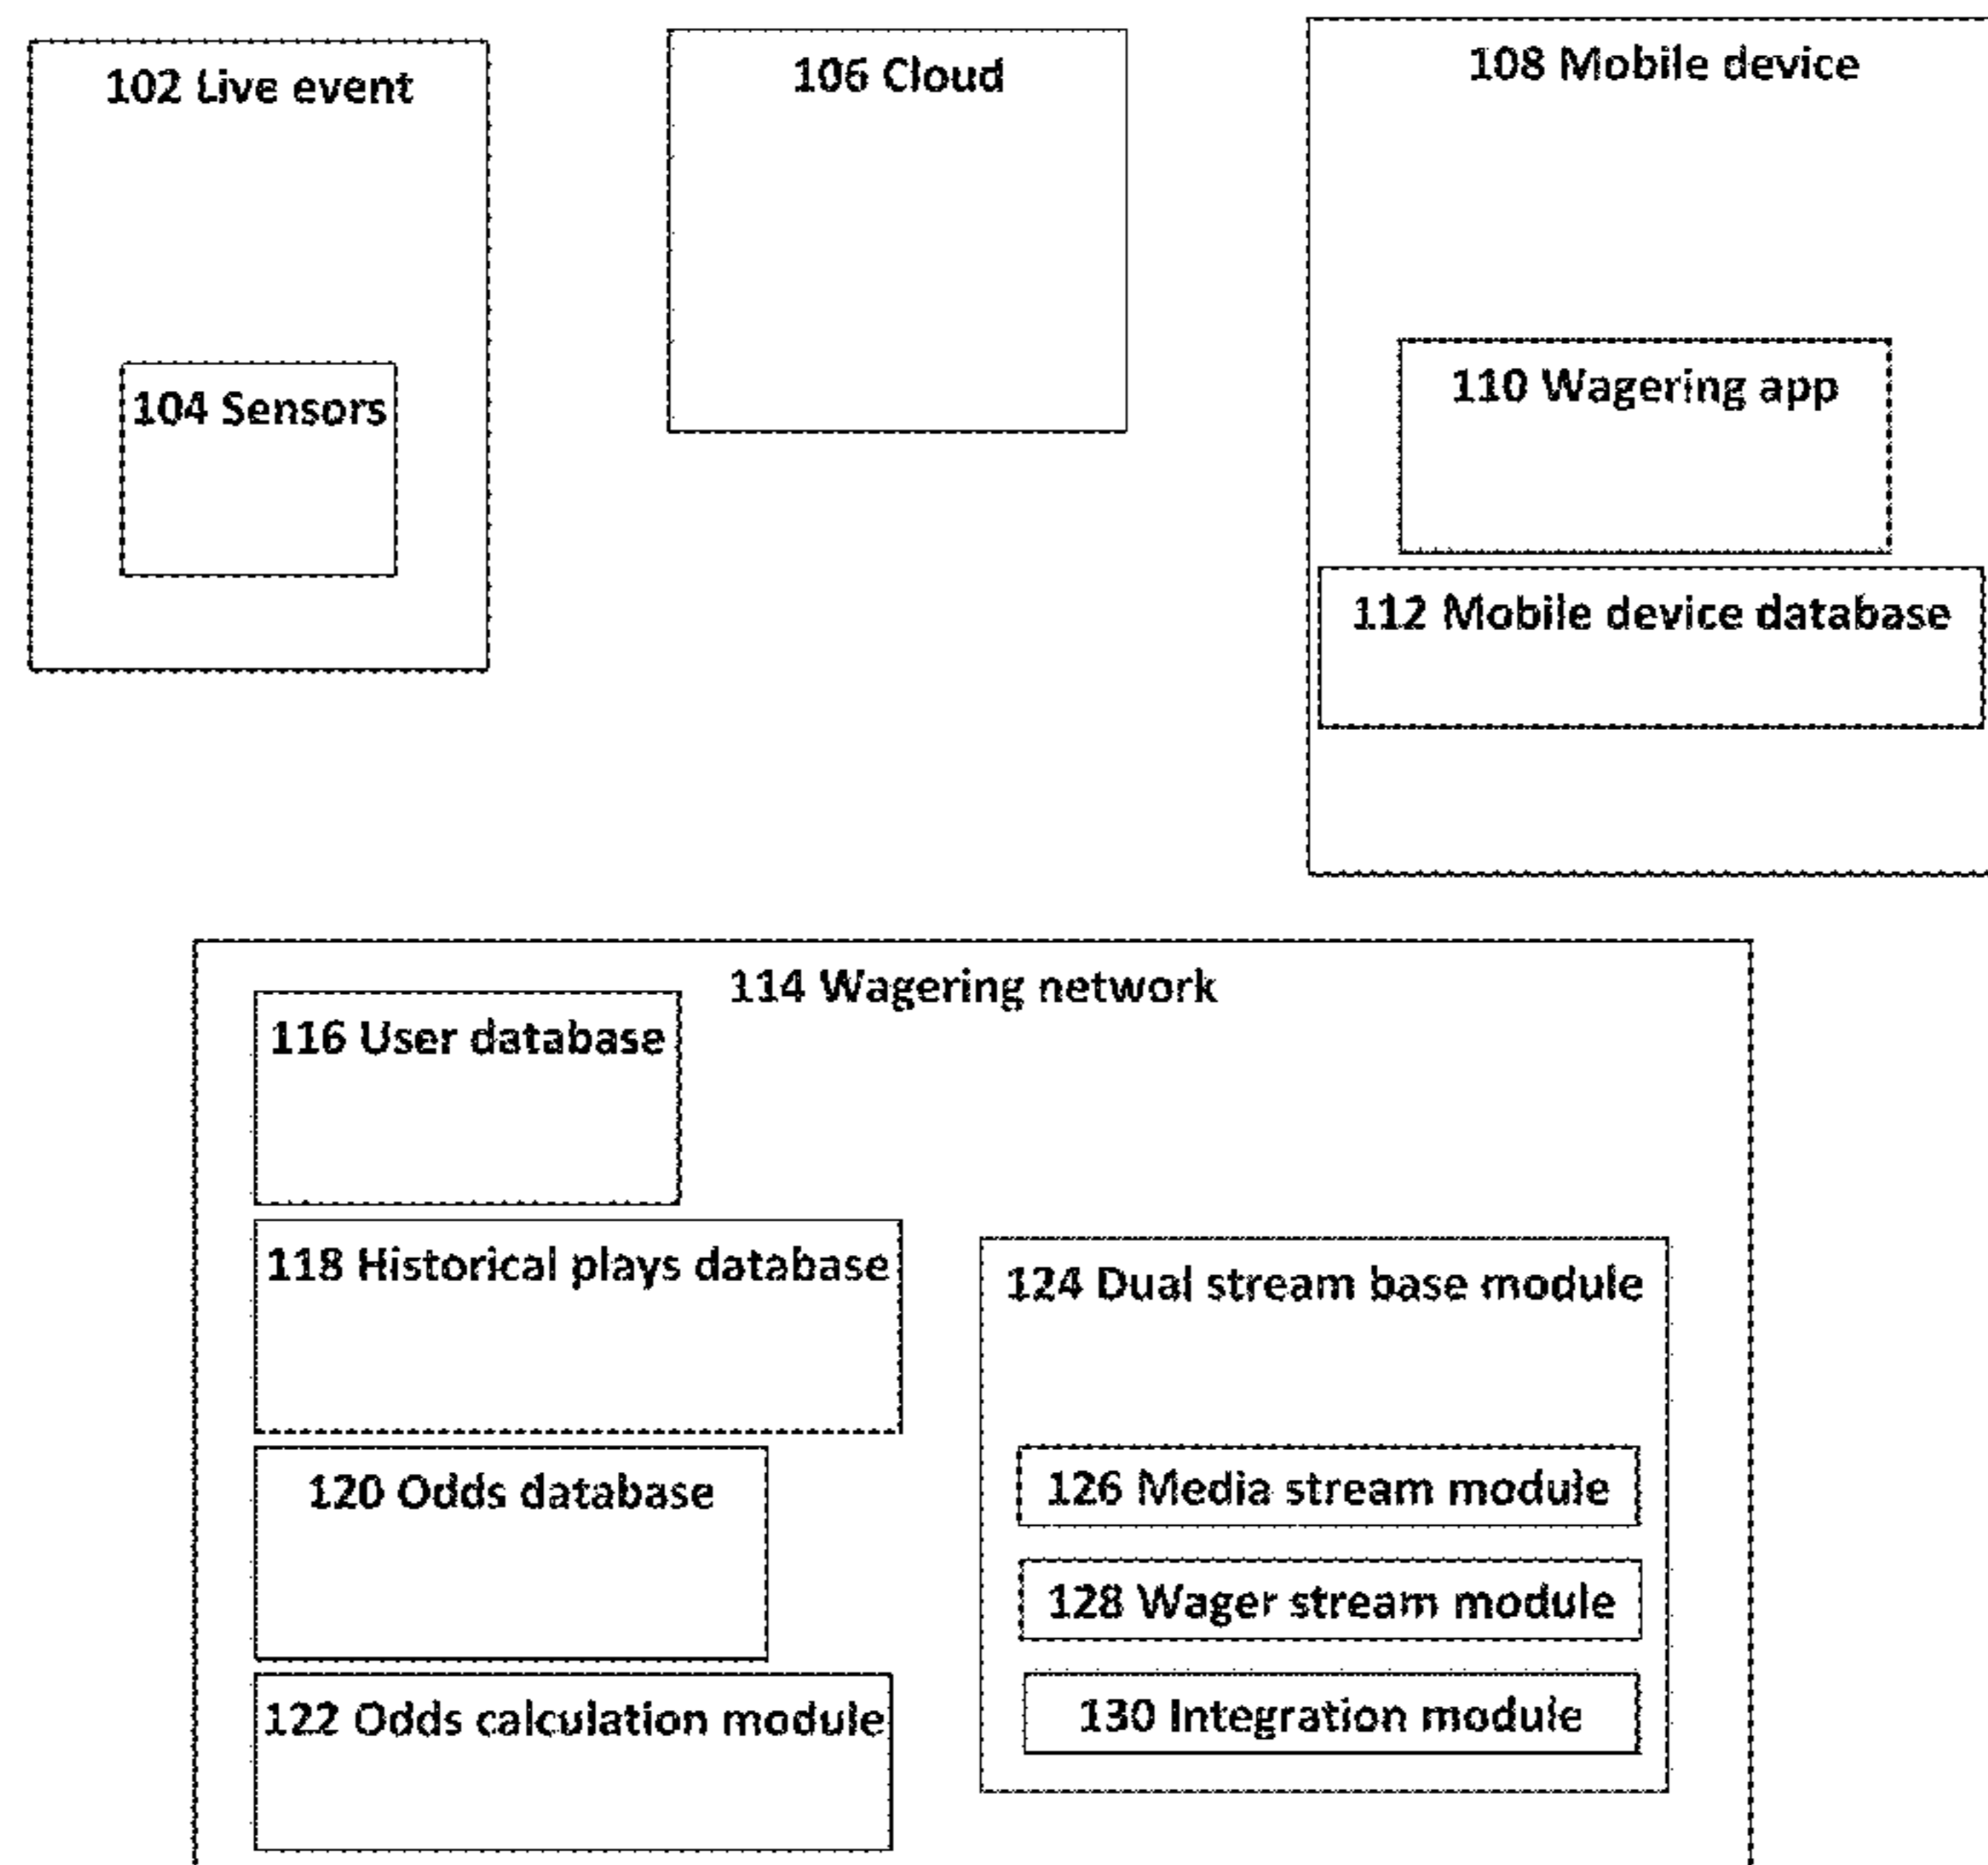 102 Live event
104 Sensors
106 Cloud
108 Mobile device
110 Wagering app
112 Mobile device database
114 Wagering network
116 User database
118 Historical plays database
120 Odds database
122 Odds calculation module
124 Dual stream base module
126 Media stream module
128 Wager stream module
130 Integration module